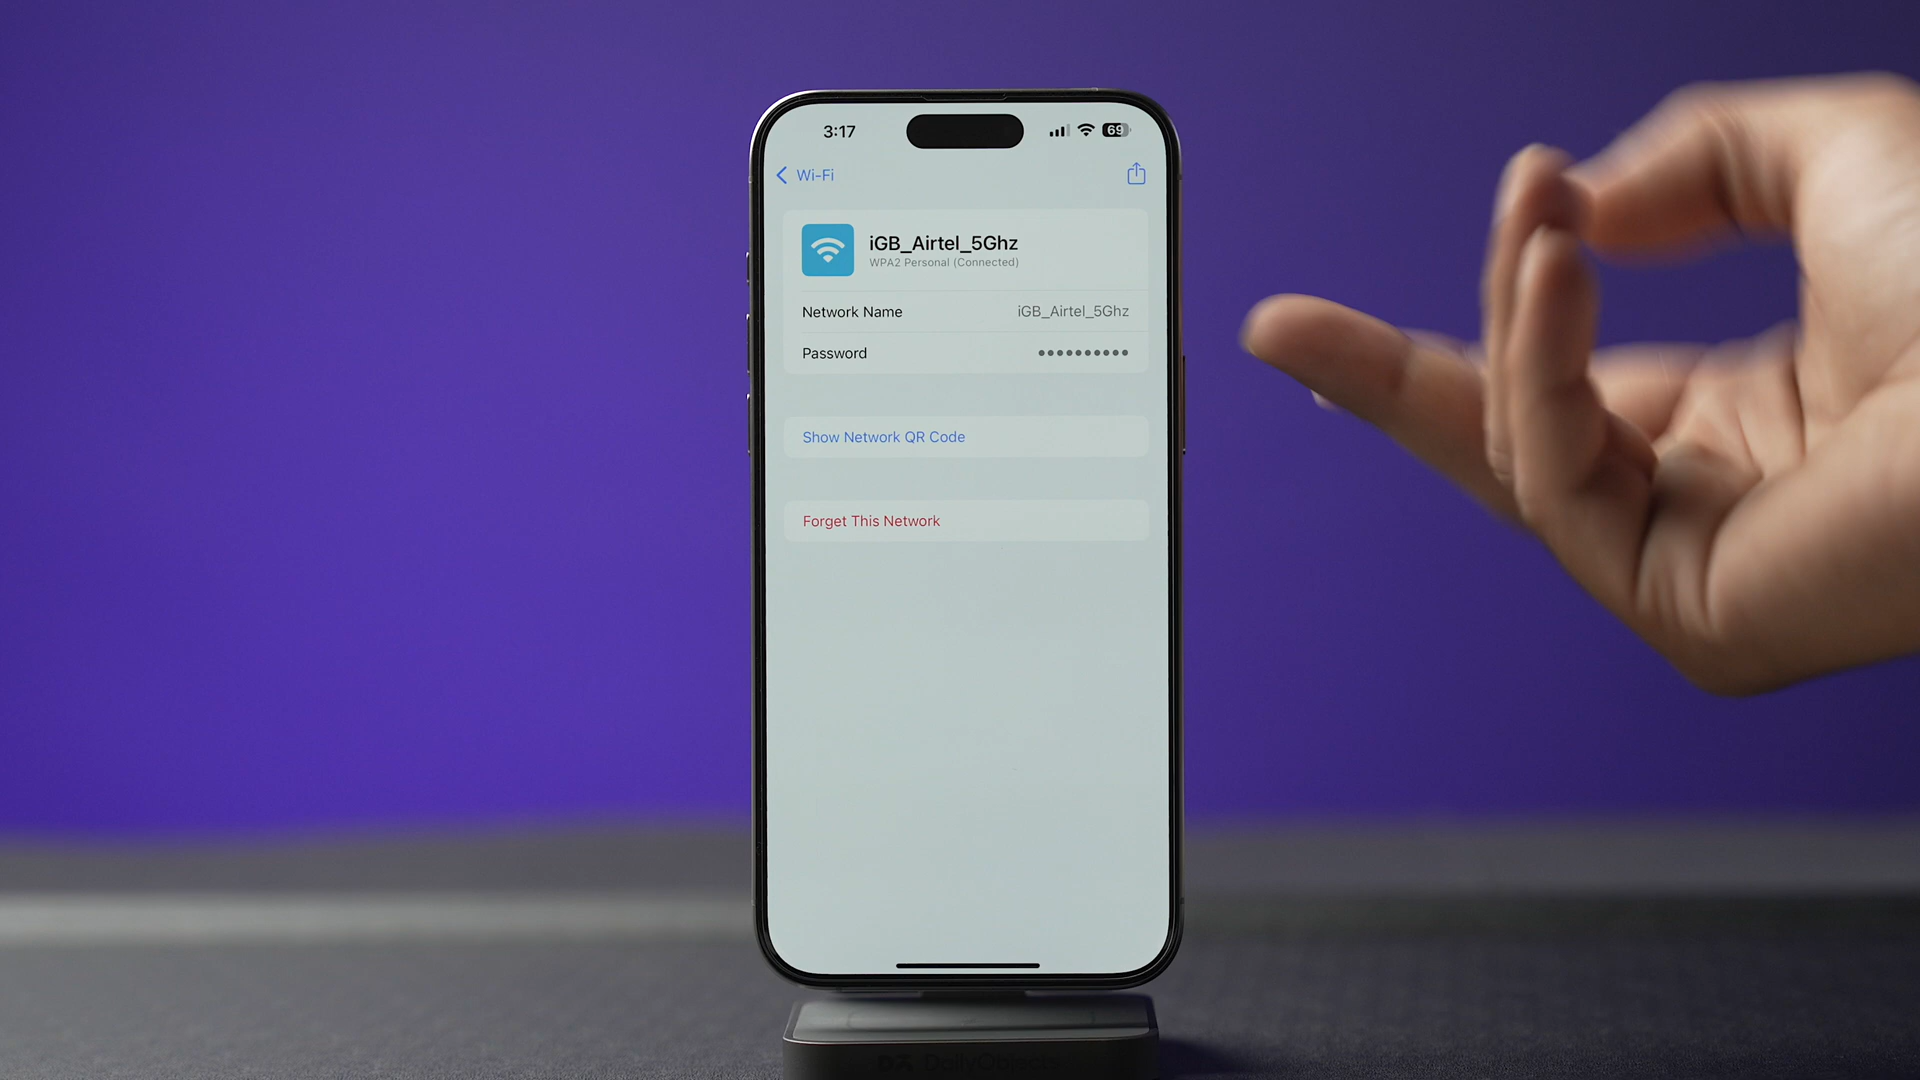 3:17
69
Wi-Fi
iGB_Airtel_5Ghz
WPA2 Personal (Connected)
Network Name iGB_Airtel_5Ghz
Password ••••••••••
Show Network QR Code
Forget This Network
DailyObjects